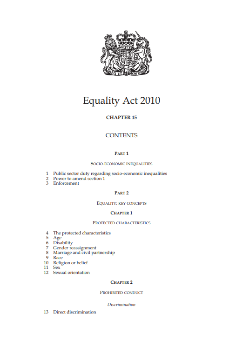 Equality Act 2010
CHAPTER 15
CONTENTS
PART 1
SOCIO-ECONOMIC INEQUALITIES
1 Public sector duty regarding socio-economic inequalities
2 Power to amend section 1
3 Enforcement
PART 2
EQUALITY: KEY CONCEPTS
CHAPTER 1
PROTECTED CHARACTERISTICS
4 The protected characteristics
5 Age
6 Disability
7 Gender reassignment
8 Marriage and civil partnership
9 Race
10 Religion or belief
11 Sex
12 Sexual orientation
CHAPTER 2
PROHIBITED CONDUCT
Discrimination
13 Direct discrimination